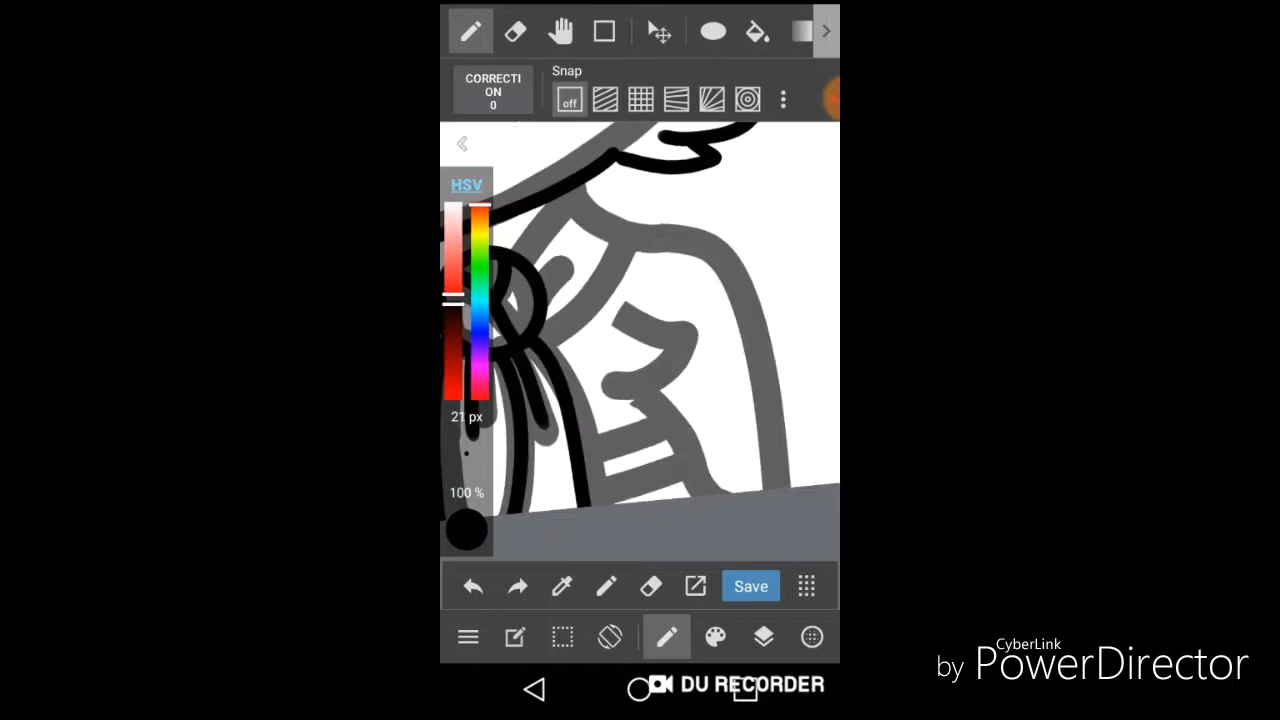 CORRECTI
ON
0
Snap
off
HSV
21 px
100 %
Save
DU RECORDER
CyberLink
by PowerDirector